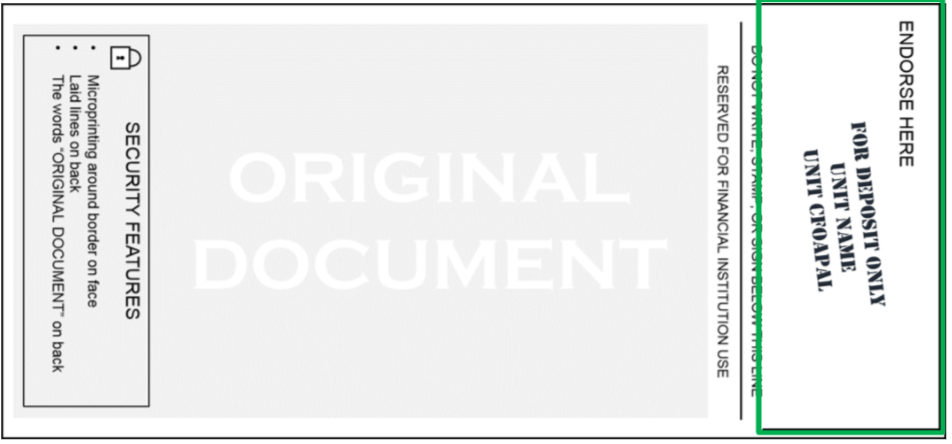 ENDORSE HERE
FOR DEPOSIT ONLY
UNIT NAME
UNIT CFOAPAL
DO NOT WRITE, STAMP, OR SIGN BELOW THIS LINE
RESERVED FOR FINANCIAL INSTITUTION USE
ORIGINAL
DOCUMENT
SECURITY FEATURES
• Microprinting around border on face
• Laid lines on back
• The words "ORIGINAL DOCUMENT" on back